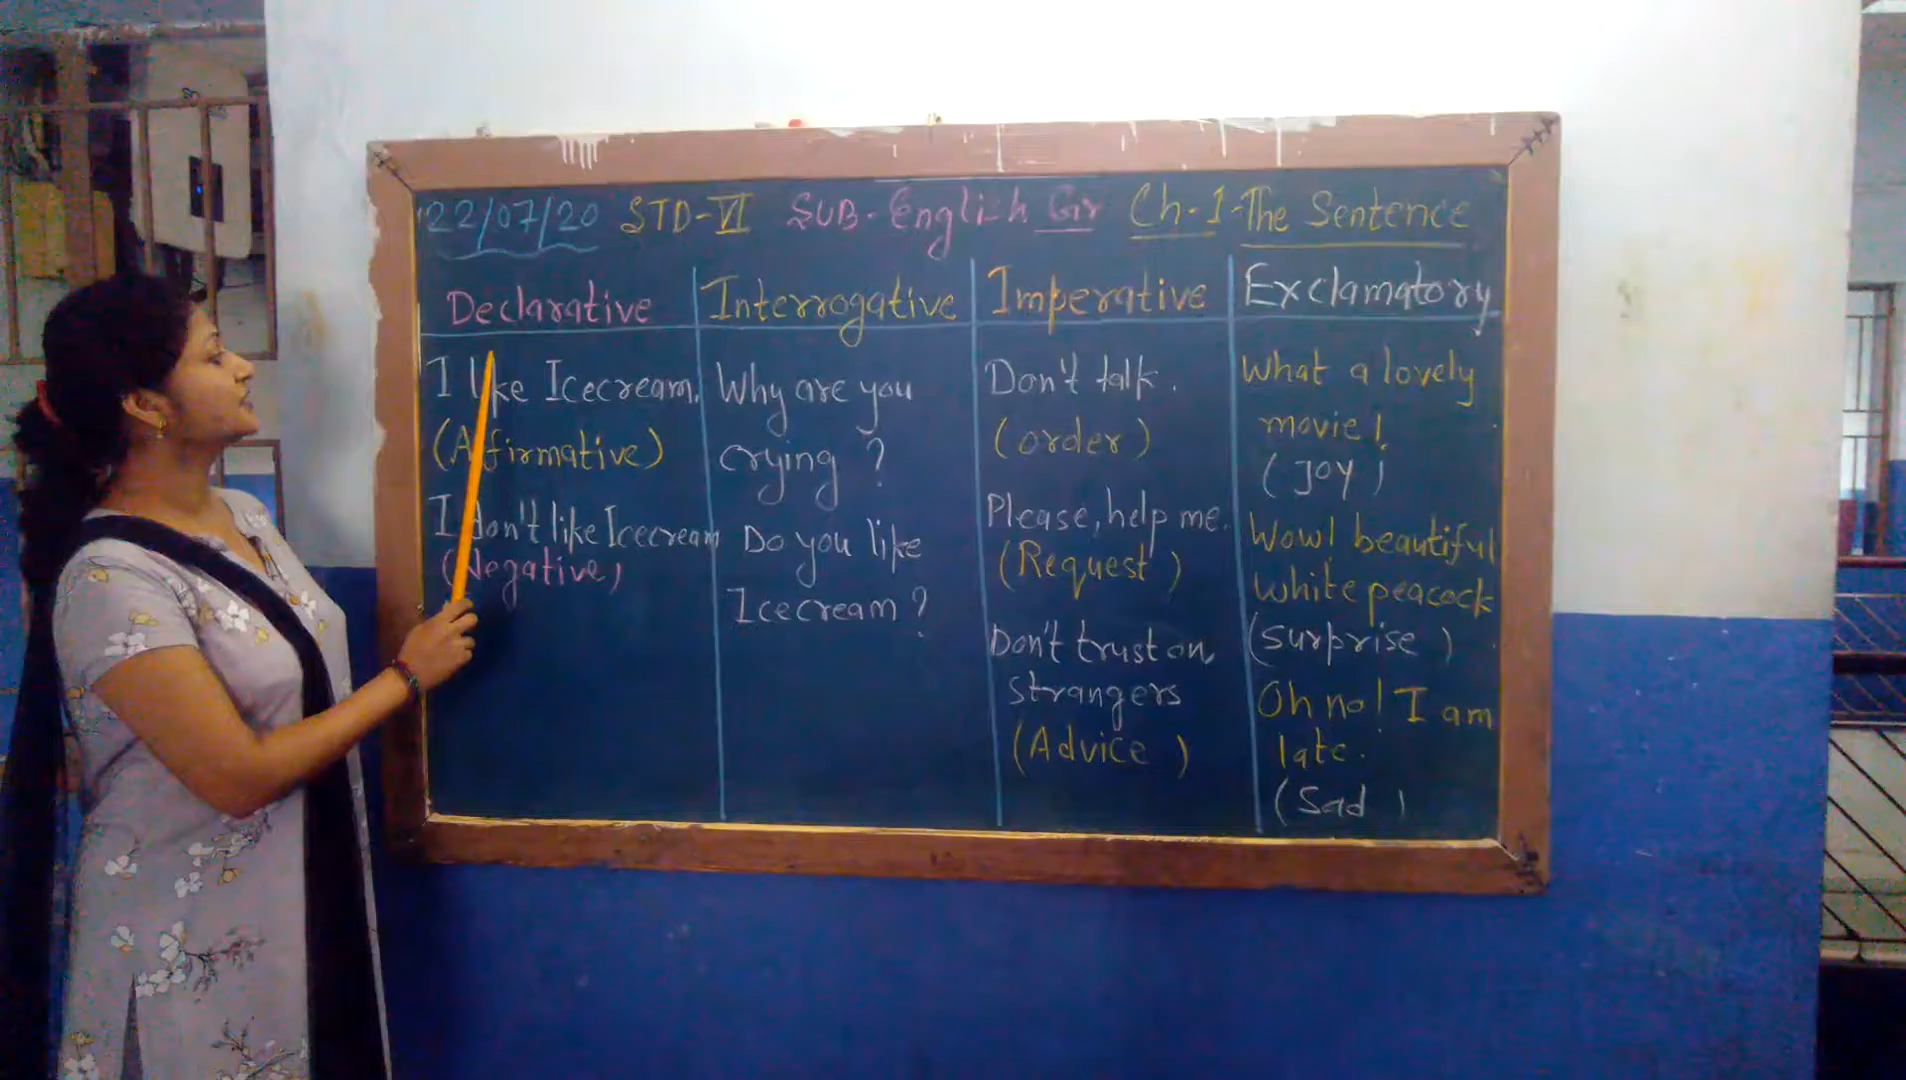 22/07/20 STD-VI SUB-English Gr Ch-1-The Sentence
Declarative
I like Icecream.
(Affirmative)
I don't like Icecream
(Negative)
Interrogative
Why are you
crying ?
Do you like
Icecream ?
Imperative
Don't talk.
(order)
Please, help me.
(Request)
Don't trust on
strangers
(Advice)
Exclamatory
What a lovely
movie!
(JOY)
Wow! beautiful
white peacock
(Surprise)
Oh no! I am
late.
(Sad)